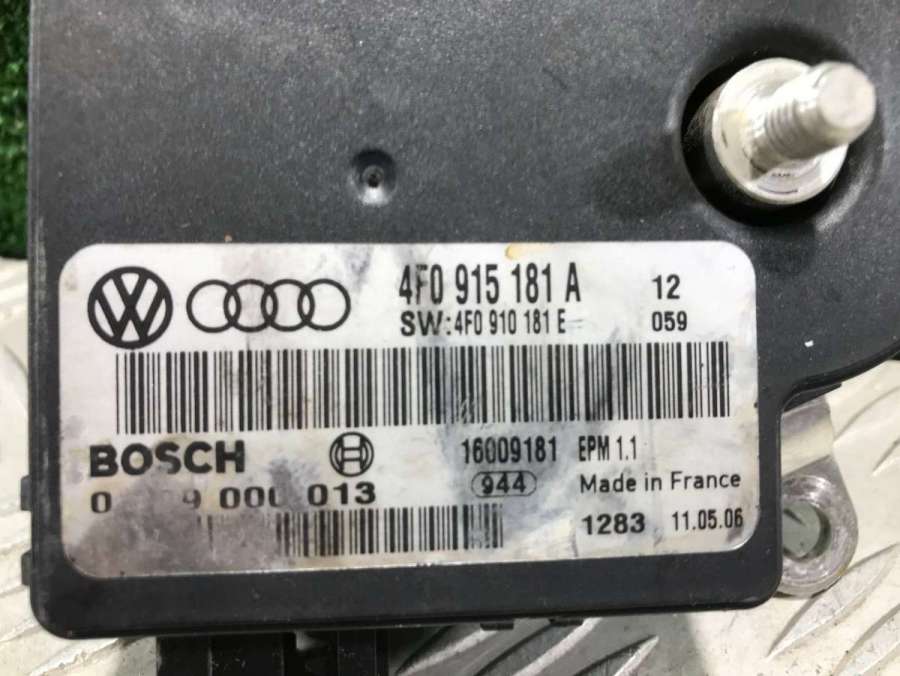 4F0 915 181 A 12
SW:4F0 910 181 E 059
BOSCH 16009181 EPM 1.1
013 944 Made in France
1283 11.05.06